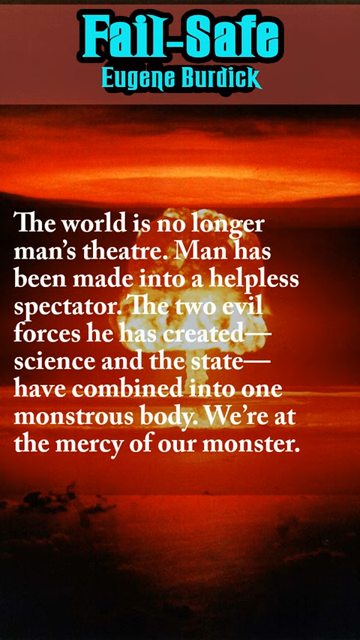 Fail-Safe
Eugene Burdick
The world is no longer
man's theatre. Man has
been made into a helpless
spectator. The two evil
forces he has created—
science and the state—
have combined into one
monstrous body. We're at
the mercy of our monster.